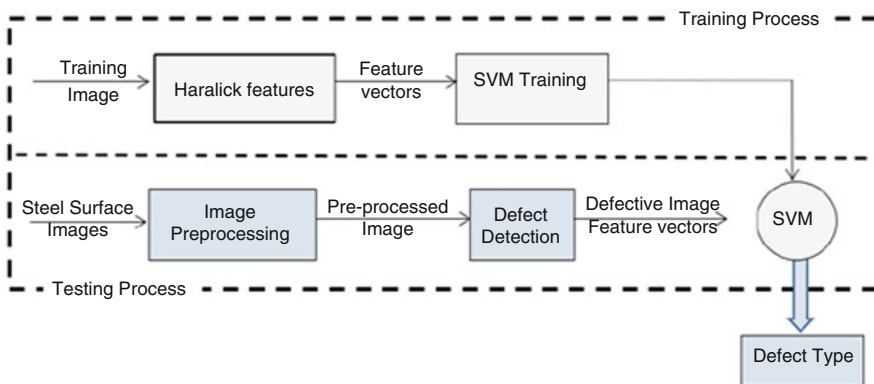 Training Process
Training
Image
Haralick features
Feature
vectors
SVM Training
Steel Surface
Images
Image
Preprocessing
Pre-processed
Image
Defect
Detection
Defective Image
Feature vectors
SVM
Testing Process
Defect Type